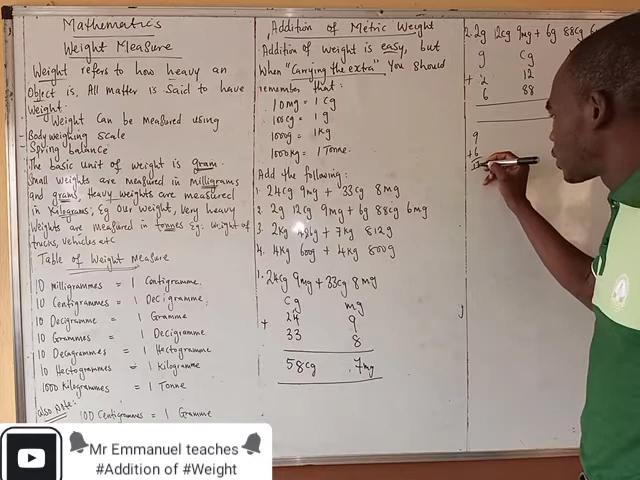 Mathematics
Weight Measure
Weight refers to how heavy an
Object is. All matter is said to have
Weight.
Weight can be measured using
- Bodyweighing scale
- Spring balance
The basic unit of weight is gram.
Small weights are measured in milligrams
and grams, Heavy weights are measured
in Kilograms; Eg Our weight, Very heavy
Weights are measured in tonnes Eg: weight of
trucks, vehicles etc
Table of Weight Measure
10 Milligrammes = 1 Centigramme.
10 Centigrammes = 1 Decigramme;
10 Decigramme = 1 Gramme
10 Grammes = 1 Decigramme
10 Decagrammes = 1 Hectogramme
10 Hectogrammes = 1 Kilogramme
1000 Kilogrammes = 1 Tonne
also Note:
100 Centigrammes = 1 Gramme
Addition of Metric Weight
Addition of weight is easy, but
When "Carrying the extra" You should
remember that:
10mg = 1 Cg
100cg = 1 g
1000g = 1Kg
1000Kg = 1 Tonne.
Add the following:
1. 24Cg 9mg + 33Cg 8mg
2. 2g 12Cg 9mg + 6g 88cg 6mg
3. 2Kg g + 7Kg 812g
4. 4Kg 600g + 4Kg 800g
1. 24Cg 9mg + 33cg 8mg
Cg mg
24 9
+ 33 8
58cg 7mg
2. 2g 12Cg 9mg + 6g 88Cg
g Cg
2 12
+ 6 88
9
+ 6
Mr Emmanuel teaches
#Addition of #Weight